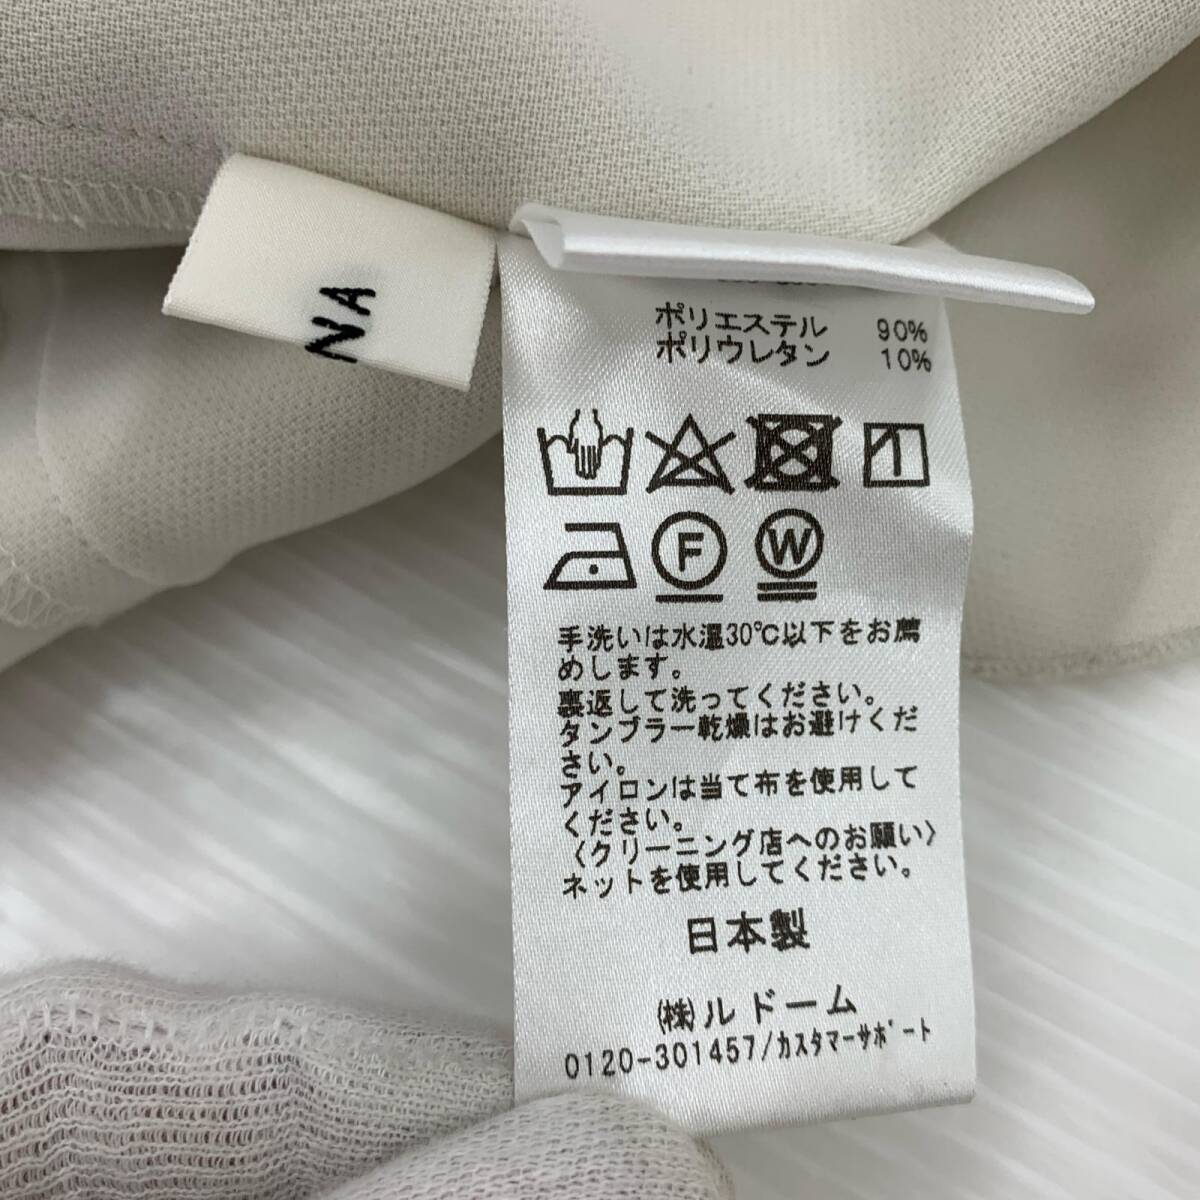 NA
ポリエステル 90%
ポリウレタン 10%
F W
手洗いは水温30℃以下をお薦
めします。
裏返して洗ってください。
タンブラー乾燥はお避けくだ
さい。
アイロンは当て布を使用して
ください。
〈クリーニング店へのお願い〉
ネットを使用してください。
日本製
(株)ルドーム
0120-301457/カスタマーサポート